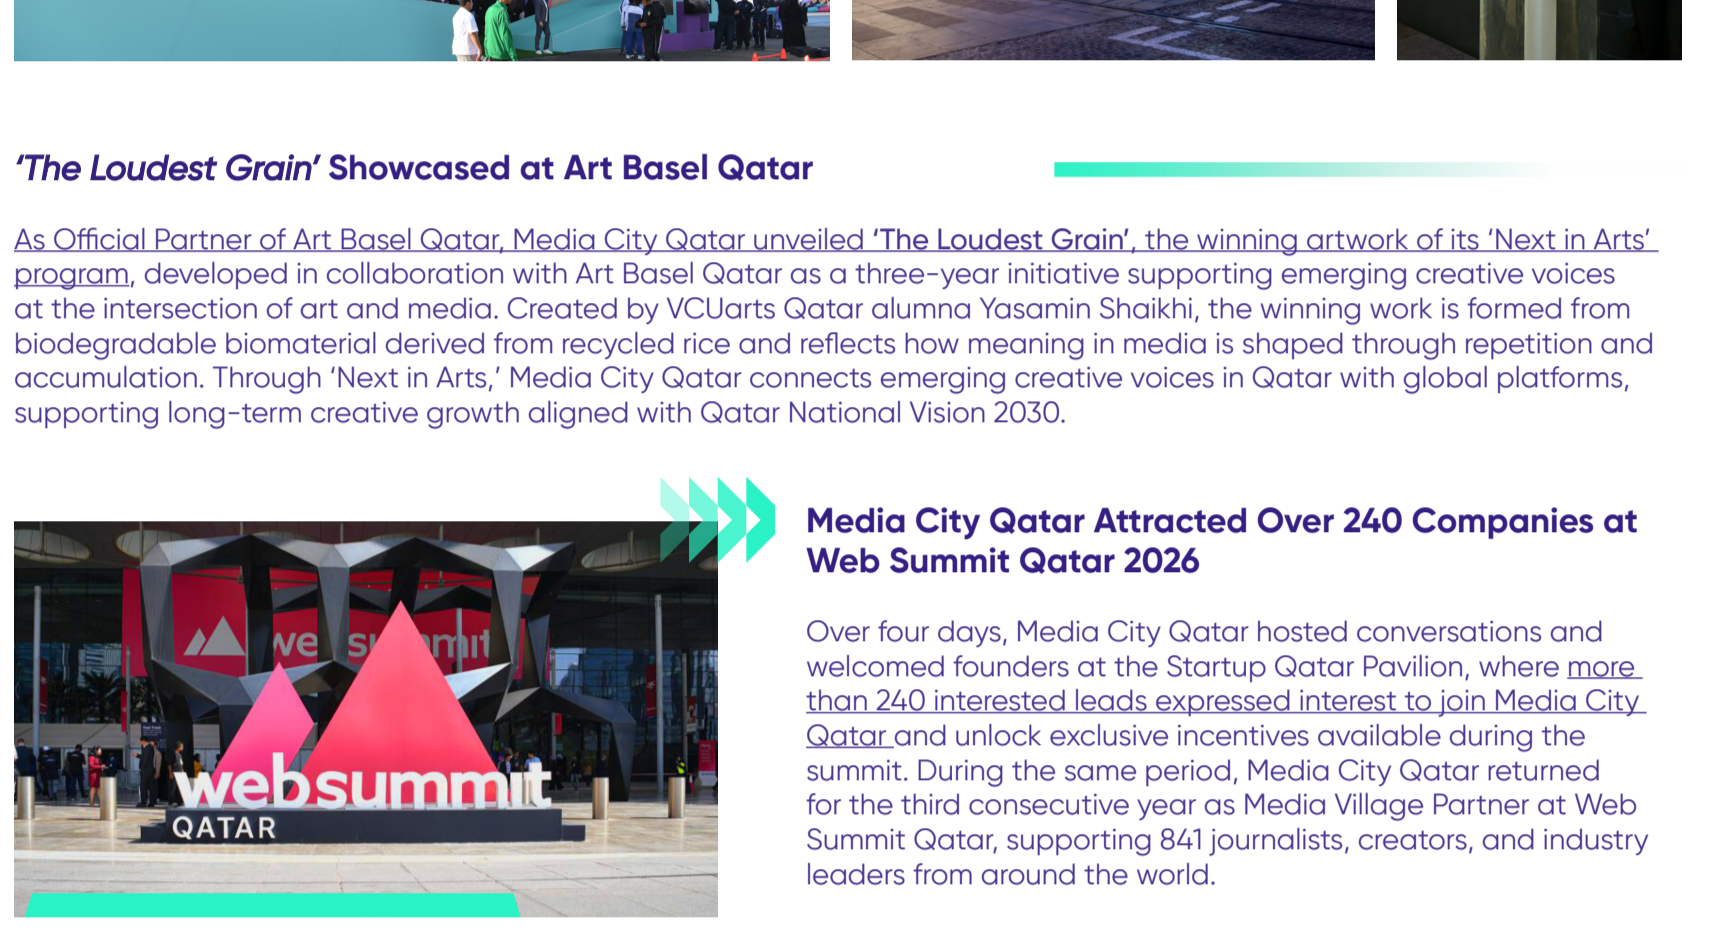 ‘The Loudest Grain’ Showcased at Art Basel Qatar
As Official Partner of Art Basel Qatar, Media City Qatar unveiled ‘The Loudest Grain’, the winning artwork of its ‘Next in Arts’
program, developed in collaboration with Art Basel Qatar as a three-year initiative supporting emerging creative voices
at the intersection of art and media. Created by VCUarts Qatar alumna Yasamin Shaikhi, the winning work is formed from
biodegradable biomaterial derived from recycled rice and reflects how meaning in media is shaped through repetition and
accumulation. Through ‘Next in Arts,’ Media City Qatar connects emerging creative voices in Qatar with global platforms,
supporting long-term creative growth aligned with Qatar National Vision 2030.
websummit
QATAR
Media City Qatar Attracted Over 240 Companies at
Web Summit Qatar 2026
Over four days, Media City Qatar hosted conversations and
welcomed founders at the Startup Qatar Pavilion, where more
than 240 interested leads expressed interest to join Media City
Qatar and unlock exclusive incentives available during the
summit. During the same period, Media City Qatar returned
for the third consecutive year as Media Village Partner at Web
Summit Qatar, supporting 841 journalists, creators, and industry
leaders from around the world.